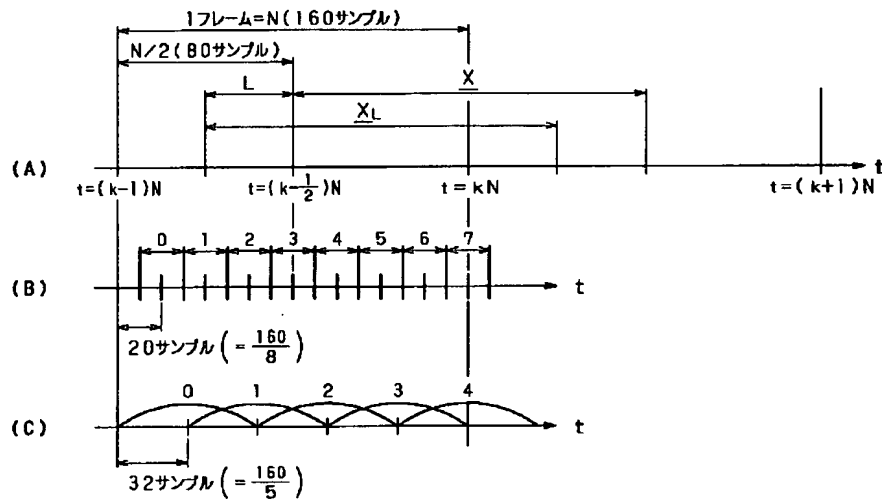 1フレーム=N(160サンプル)
N/2(80サンプル)
L
X
XL
(A)
t
t=(k-1)N
t=(k-1/2)N
t=kN
t=(k+1)N
0 1 2 3 4 5 6 7
(B)
t
20サンプル(=160/8)
0 1 2 3 4
(C)
t
32サンプル(=160/5)